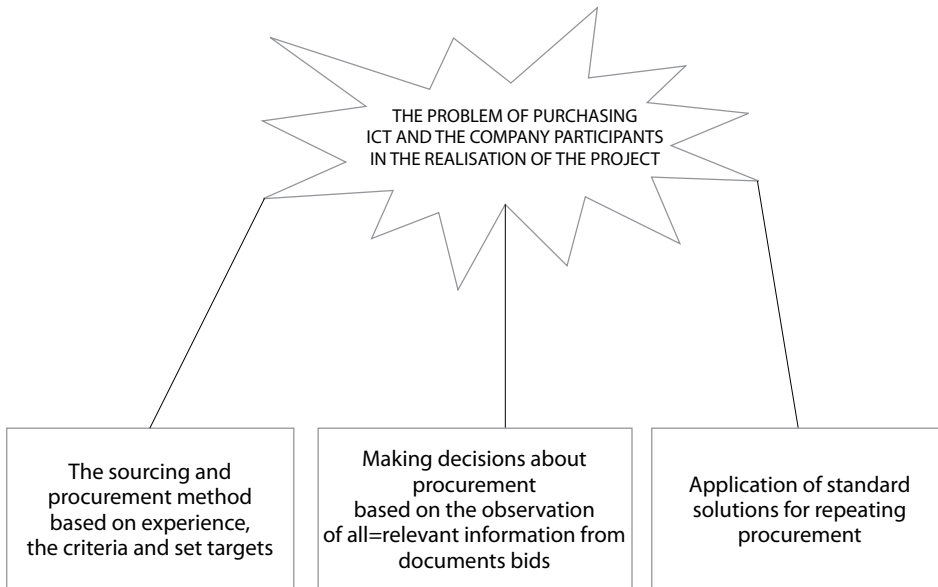 THE PROBLEM OF PURCHASING
ICT AND THE COMPANY PARTICIPANTS
IN THE REALISATION OF THE PROJECT
The sourcing and
procurement method
based on experience,
the criteria and set targets
Making decisions about
procurement
based on the observation
of all=relevant information from
documents bids
Application of standard
solutions for repeating
procurement